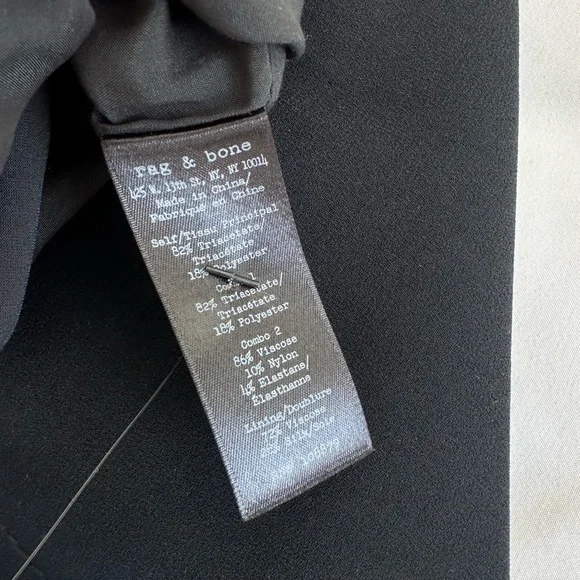 rag & bone
425 W. 13th St, NY, NY 10014
Made in China/
Fabriqué en Chine
Self/Tissu Principal
82% Triacetate/
Triacétate
18% Polyester
82% Triacetate/
Triacétate
18% Polyester
Combo 2
86% Viscose
10% Nylon
4% Elastane/
Élasthanne
Lining/Doublure
Viscose
Silk/Soie